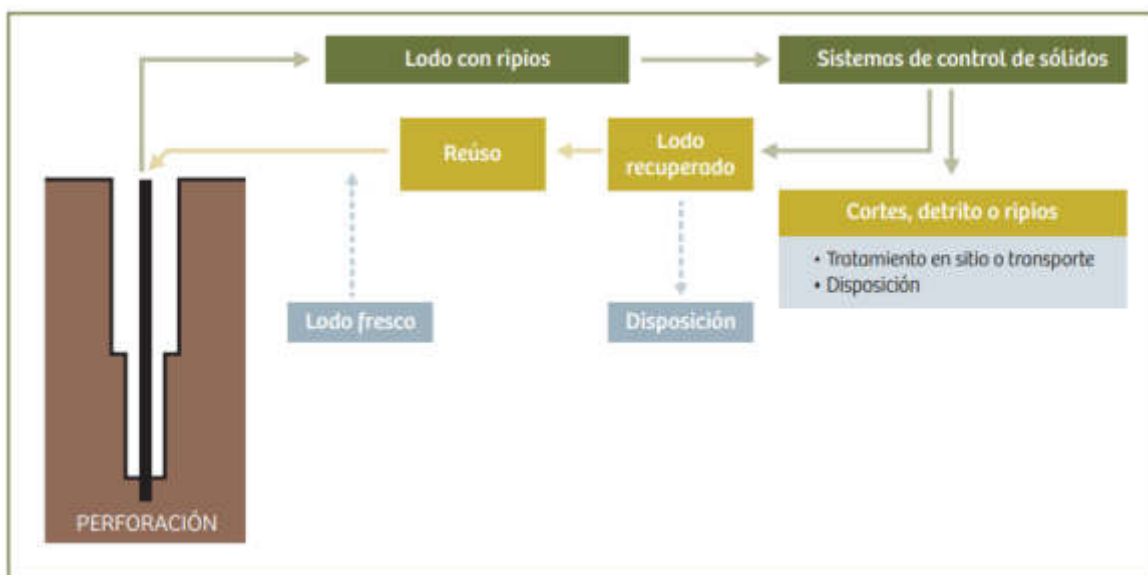 Lodo con ripios
Sistemas de control de sólidos
Reúso
Lodo
recuperado
Cortes, detrito o ripios
• Tratamiento en sitio o transporte
• Disposición
Lodo fresco
Disposición
PERFORACIÓN